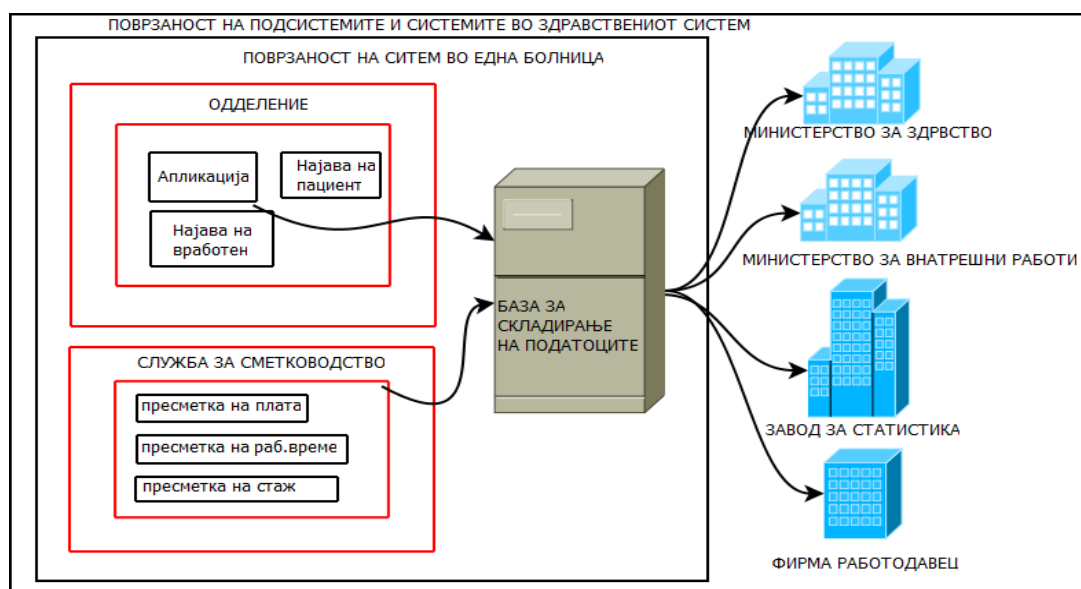 ПОВРЗАНОСТ НА ПОДСИСТЕМИТЕ И СИСТЕМИТЕ ВО ЗДРАВСТВЕНИОТ СИСТЕМ
ПОВРЗАНОСТ НА СИТЕМ ВО ЕДНА БОЛНИЦА
ОДДЕЛЕНИЕ
Апликација
Најава на
пациент
Најава на
вработен
СЛУЖБА ЗА СМЕТКОВОДСТВО
пресметка на плата
пресметка на раб.време
пресметка на стаж
БАЗА ЗА
СКЛАДИРАЊЕ
НА ПОДАТОЦИТЕ
МИНИСТЕРСТВО ЗА ЗДРВСТВО
МИНИСТЕРСТВО ЗА ВНАТРЕШНИ РАБОТИ
ЗАВОД ЗА СТАТИСТИКА
ФИРМА РАБОТОДАВЕЦ